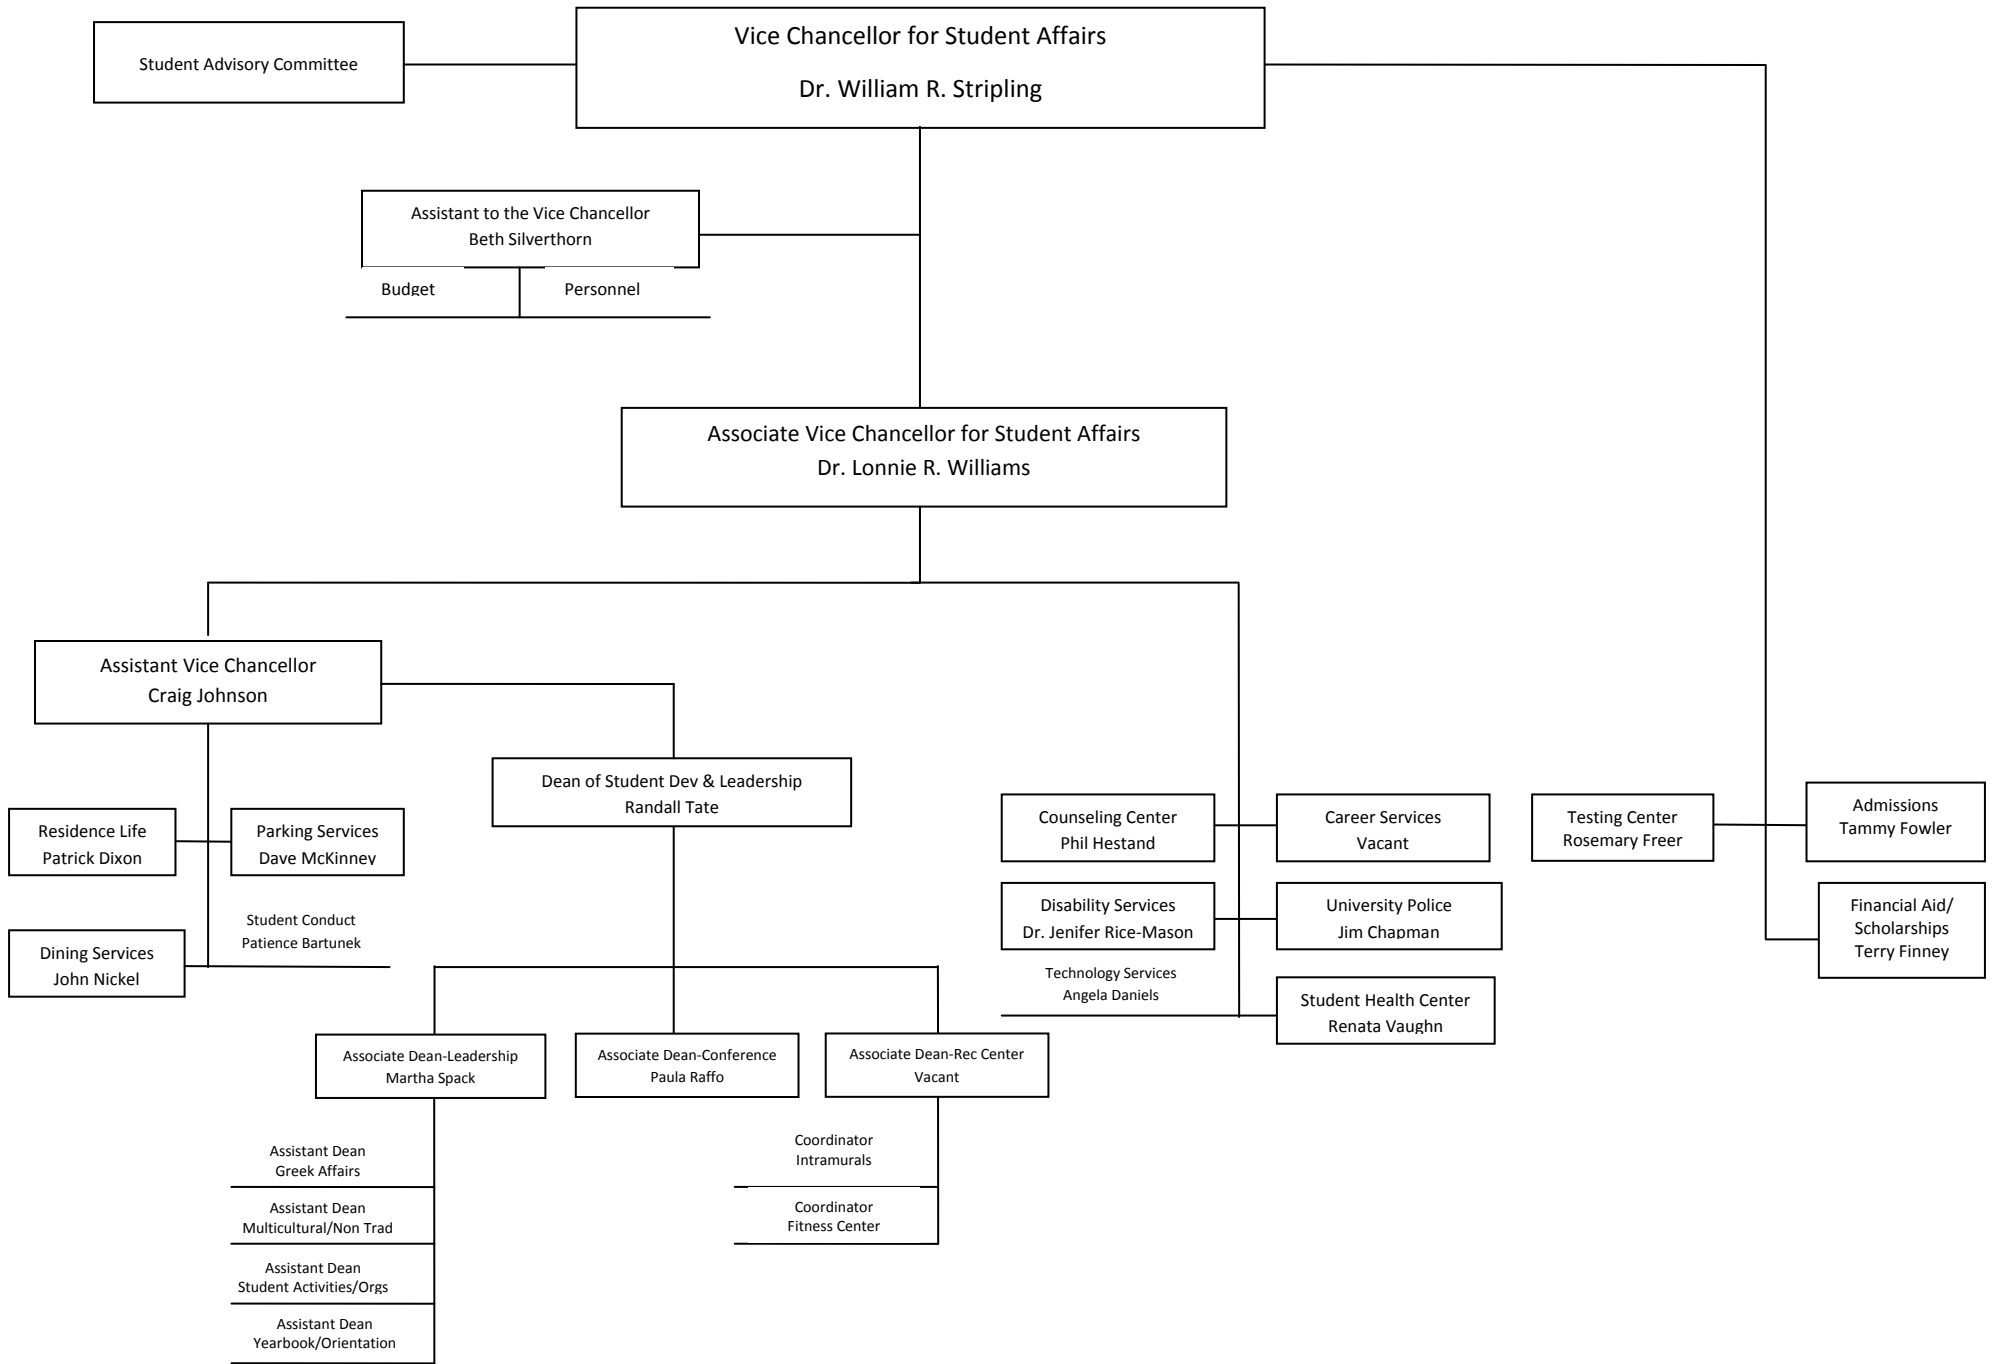 Vice Chancellor for Student Affairs
Dr. William R. Stripling
Student Advisory Committee
Assistant to the Vice Chancellor
Beth Silverthorn
Budget
Personnel
Associate Vice Chancellor for Student Affairs
Dr. Lonnie R. Williams
Assistant Vice Chancellor
Craig Johnson
Dean of Student Dev & Leadership
Randall Tate
Residence Life
Patrick Dixon
Parking Services
Dave McKinney
Dining Services
John Nickel
Student Conduct
Patience Bartunek
Counseling Center
Phil Hestand
Career Services
Vacant
Disability Services
Dr. Jenifer Rice-Mason
University Police
Jim Chapman
Technology Services
Angela Daniels
Student Health Center
Renata Vaughn
Testing Center
Rosemary Freer
Admissions
Tammy Fowler
Financial Aid/
Scholarships
Terry Finney
Associate Dean-Leadership
Martha Spack
Associate Dean-Conference
Paula Raffo
Associate Dean-Rec Center
Vacant
Assistant Dean
Greek Affairs
Assistant Dean
Multicultural/Non Trad
Assistant Dean
Student Activities/Orgs
Assistant Dean
Yearbook/Orientation
Coordinator
Intramurals
Coordinator
Fitness Center